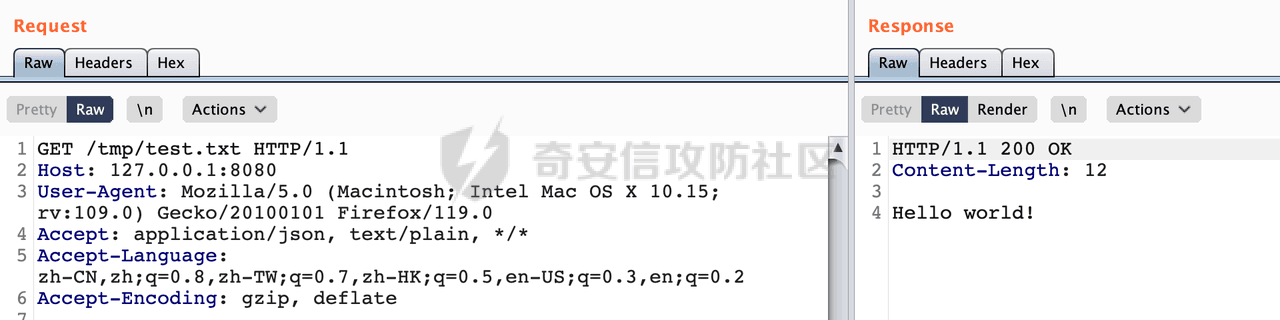 Request
Raw Headers Hex
Pretty Raw \n Actions
1 GET /tmp/test.txt HTTP/1.1
2 Host: 127.0.0.1:8080
3 User-Agent: Mozilla/5.0 (Macintosh; Intel Mac OS X 10.15;
rv:109.0) Gecko/20100101 Firefox/119.0
4 Accept: application/json, text/plain, */*
5 Accept-Language:
zh-CN,zh;q=0.8,zh-TW;q=0.7,zh-HK;q=0.5,en-US;q=0.3,en;q=0.2
6 Accept-Encoding: gzip, deflate
7
奇安信攻防社区
Response
Raw Headers Hex
Pretty Raw Render \n Actions
1 HTTP/1.1 200 OK
2 Content-Length: 12
3
4 Hello world!